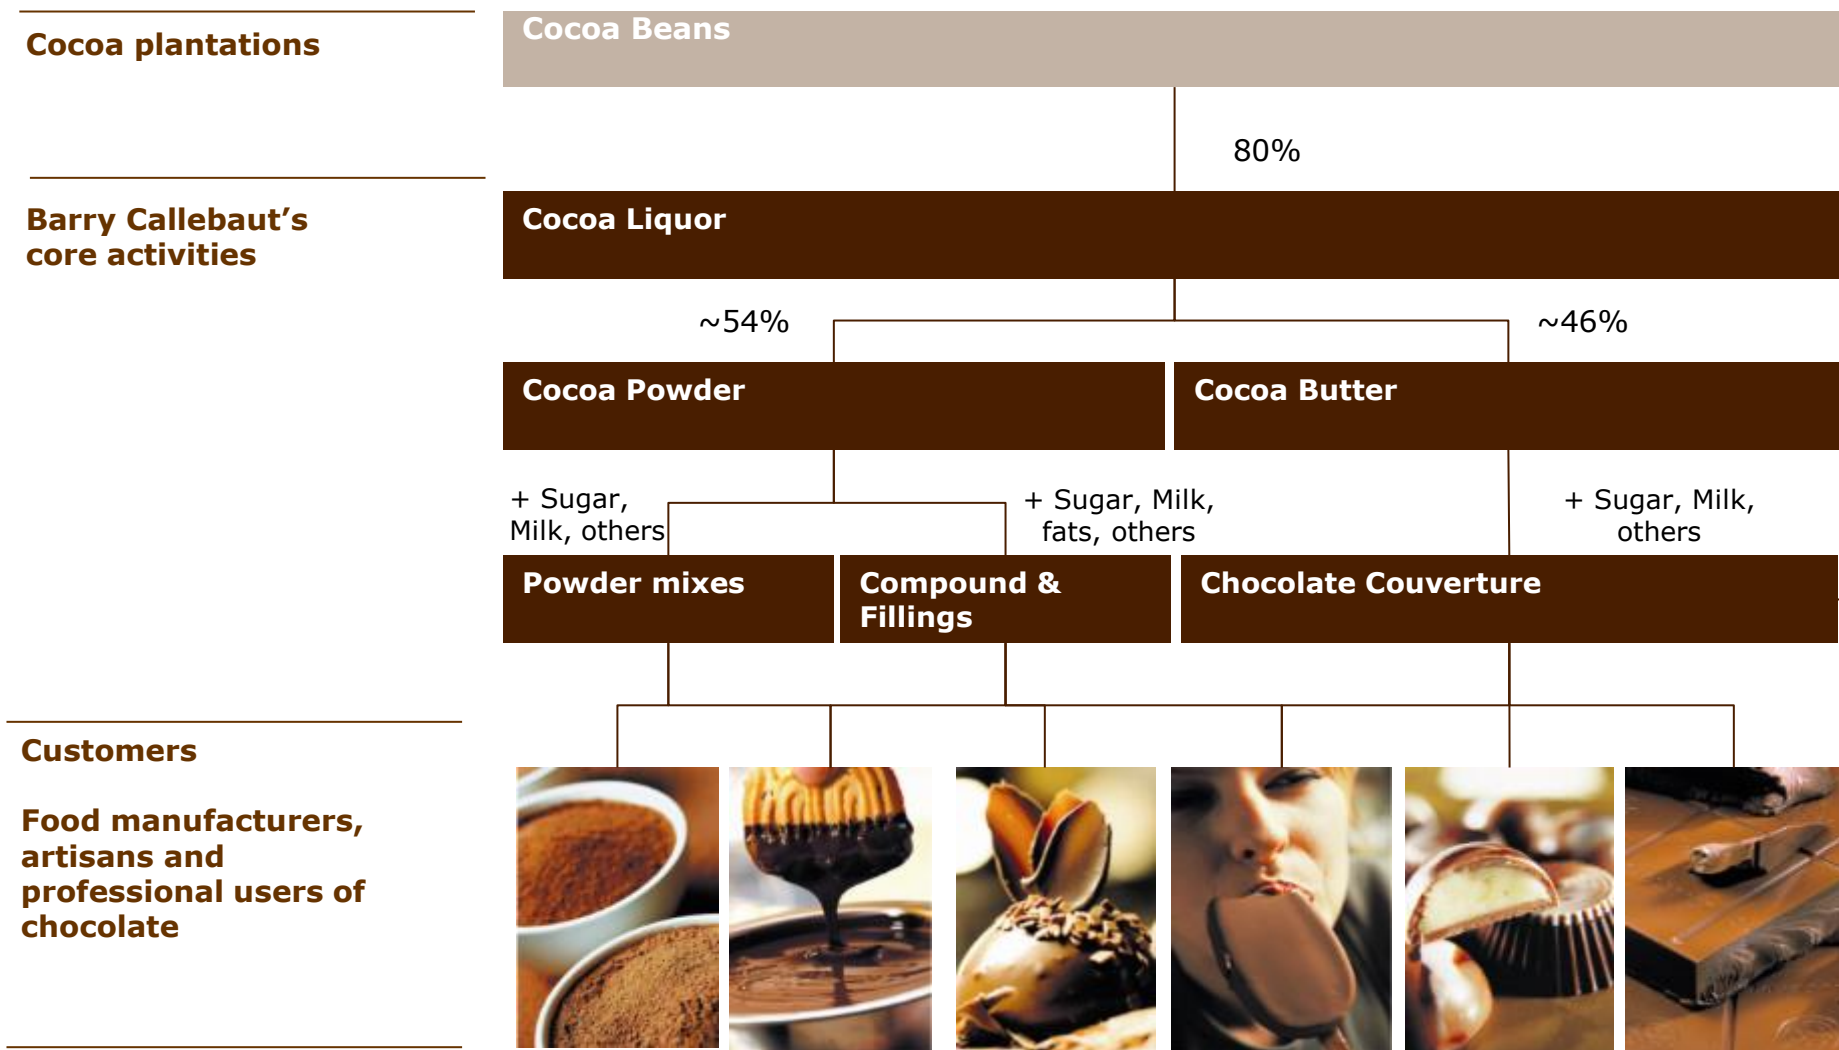 Cocoa plantations
Cocoa Beans
80%
Barry Callebaut’s
core activities
Cocoa Liquor
~54%
~46%
Cocoa Powder
Cocoa Butter
+ Sugar,
Milk, others
+ Sugar, Milk,
fats, others
+ Sugar, Milk,
others
Powder mixes
Compound &
Fillings
Chocolate Couverture
Customers
Food manufacturers,
artisans and
professional users of
chocolate